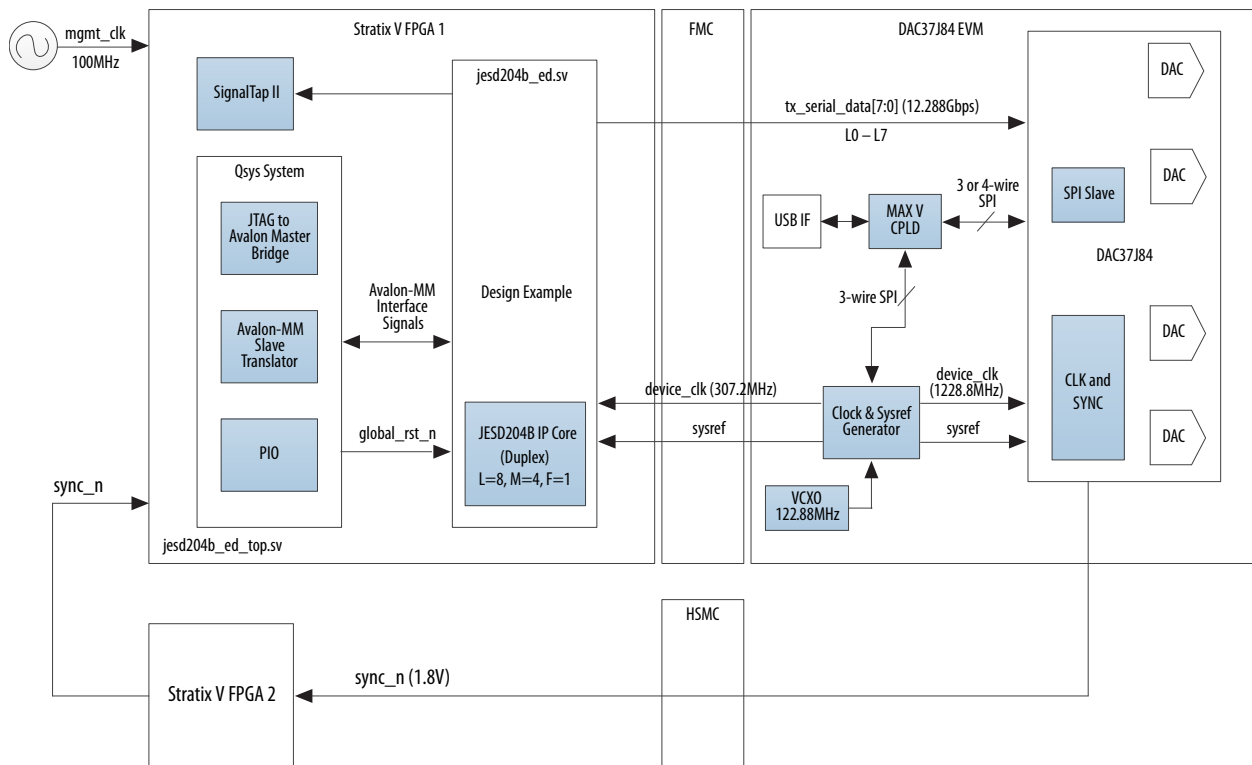 mgmt_clk
100MHz
Stratix V FPGA 1
SignalTap II
jesd204b_ed.sv
Qsys System
JTAG to
Avalon Master
Bridge
Avalon-MM
Slave
Translator
PIO
Avalon-MM
Interface
Signals
global_rst_n
Design Example
JESD204B IP Core
(Duplex)
L=8, M=4, F=1
jesd204b_ed_top.sv
sync_n
FMC
DAC37J84 EVM
tx_serial_data[7:0] (12.288Gbps)
L0 – L7
USB IF
MAX V
CPLD
3 or 4-wire
SPI
3-wire SPI
device_clk (307.2MHz)
sysref
Clock & Sysref
Generator
device_clk
(1228.8MHz)
sysref
VCXO
122.88MHz
DAC
DAC
SPI Slave
DAC37J84
DAC
CLK and
SYNC
DAC
Stratix V FPGA 2
sync_n (1.8V)
HSMC